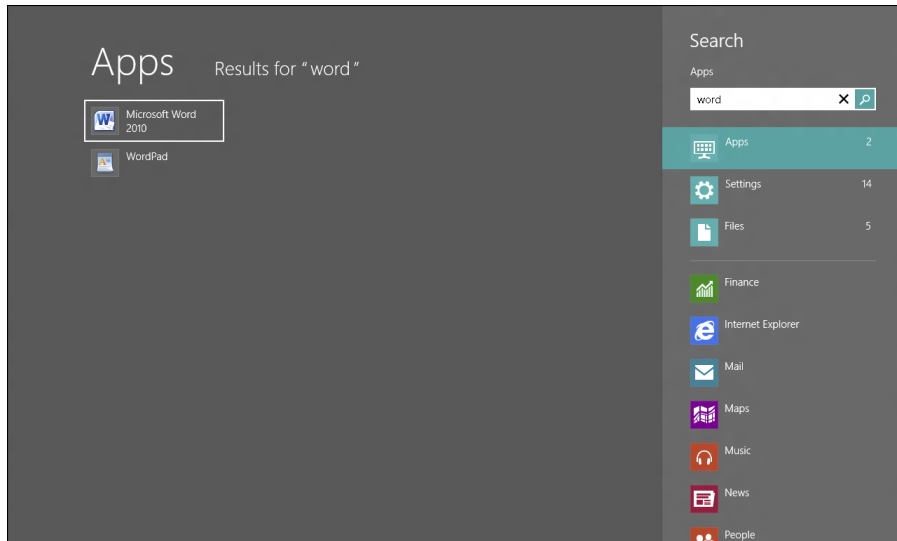 Apps
Results for “word”
Microsoft Word
2010
WordPad
Search
Apps
word
Apps 2
Settings 14
Files 5
Finance
Internet Explorer
Mail
Maps
Music
News
People